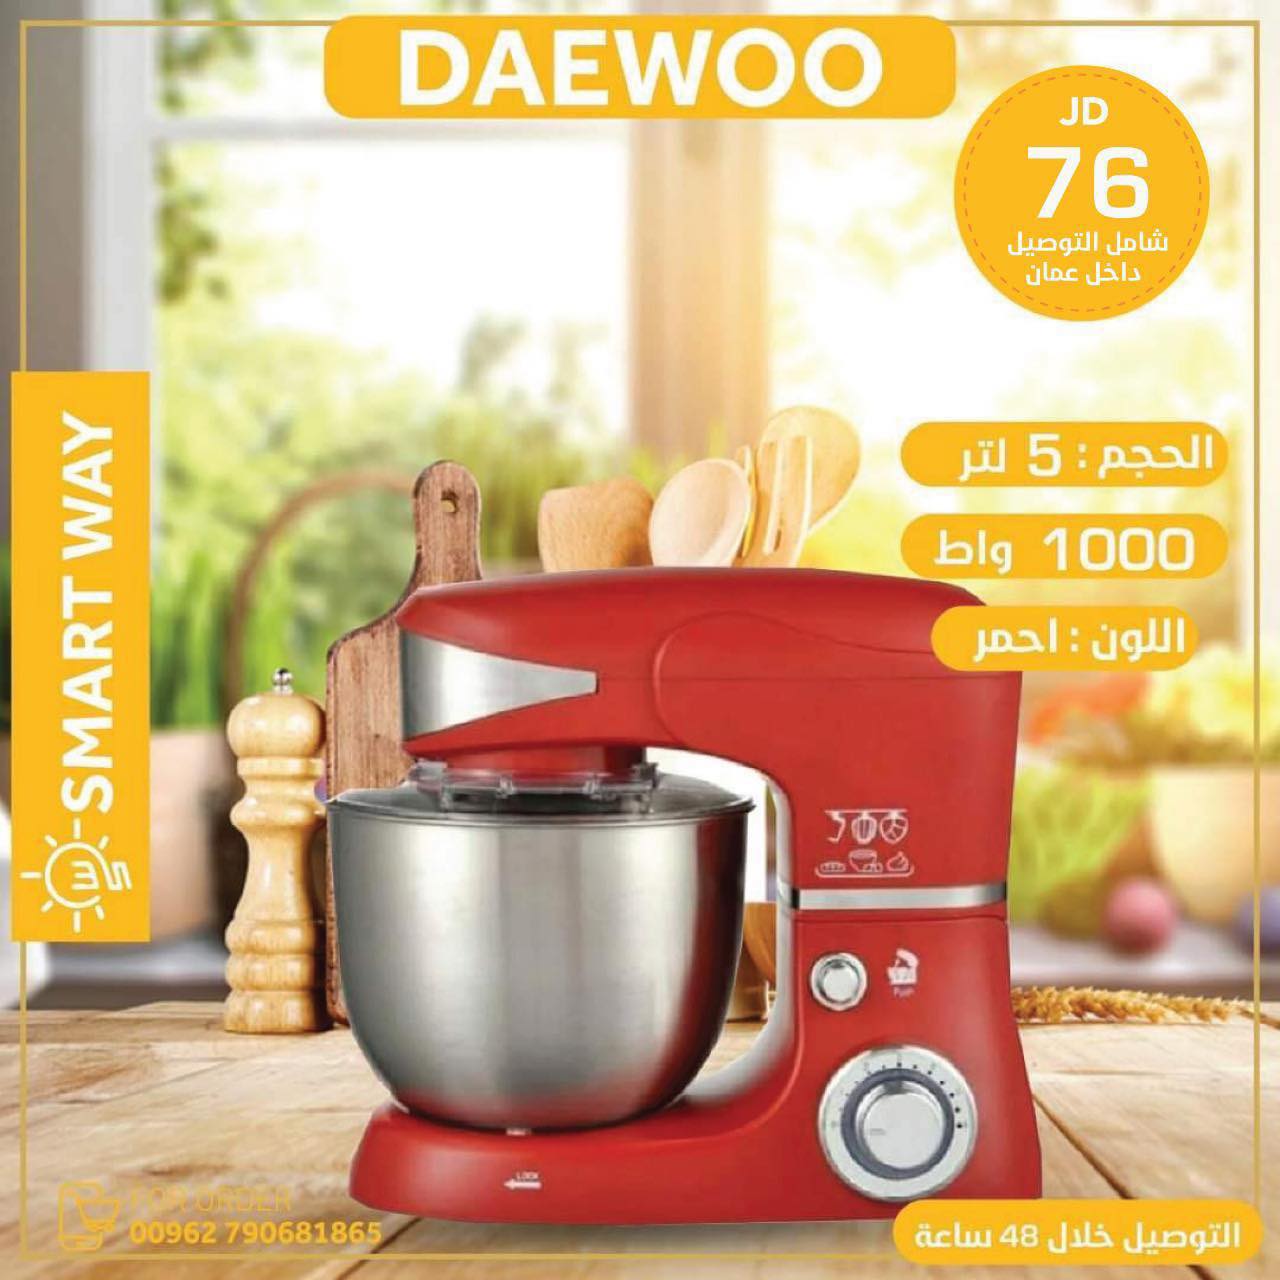 DAEWOO
JD
76
شامل التوصيل
داخل عمان
الحجم : 5 لتر
1000 واط
اللون : احمر
SMART WAY
Push
LOCK
FOR ORDER
00962 790681865
التوصيل خلال 48 ساعة